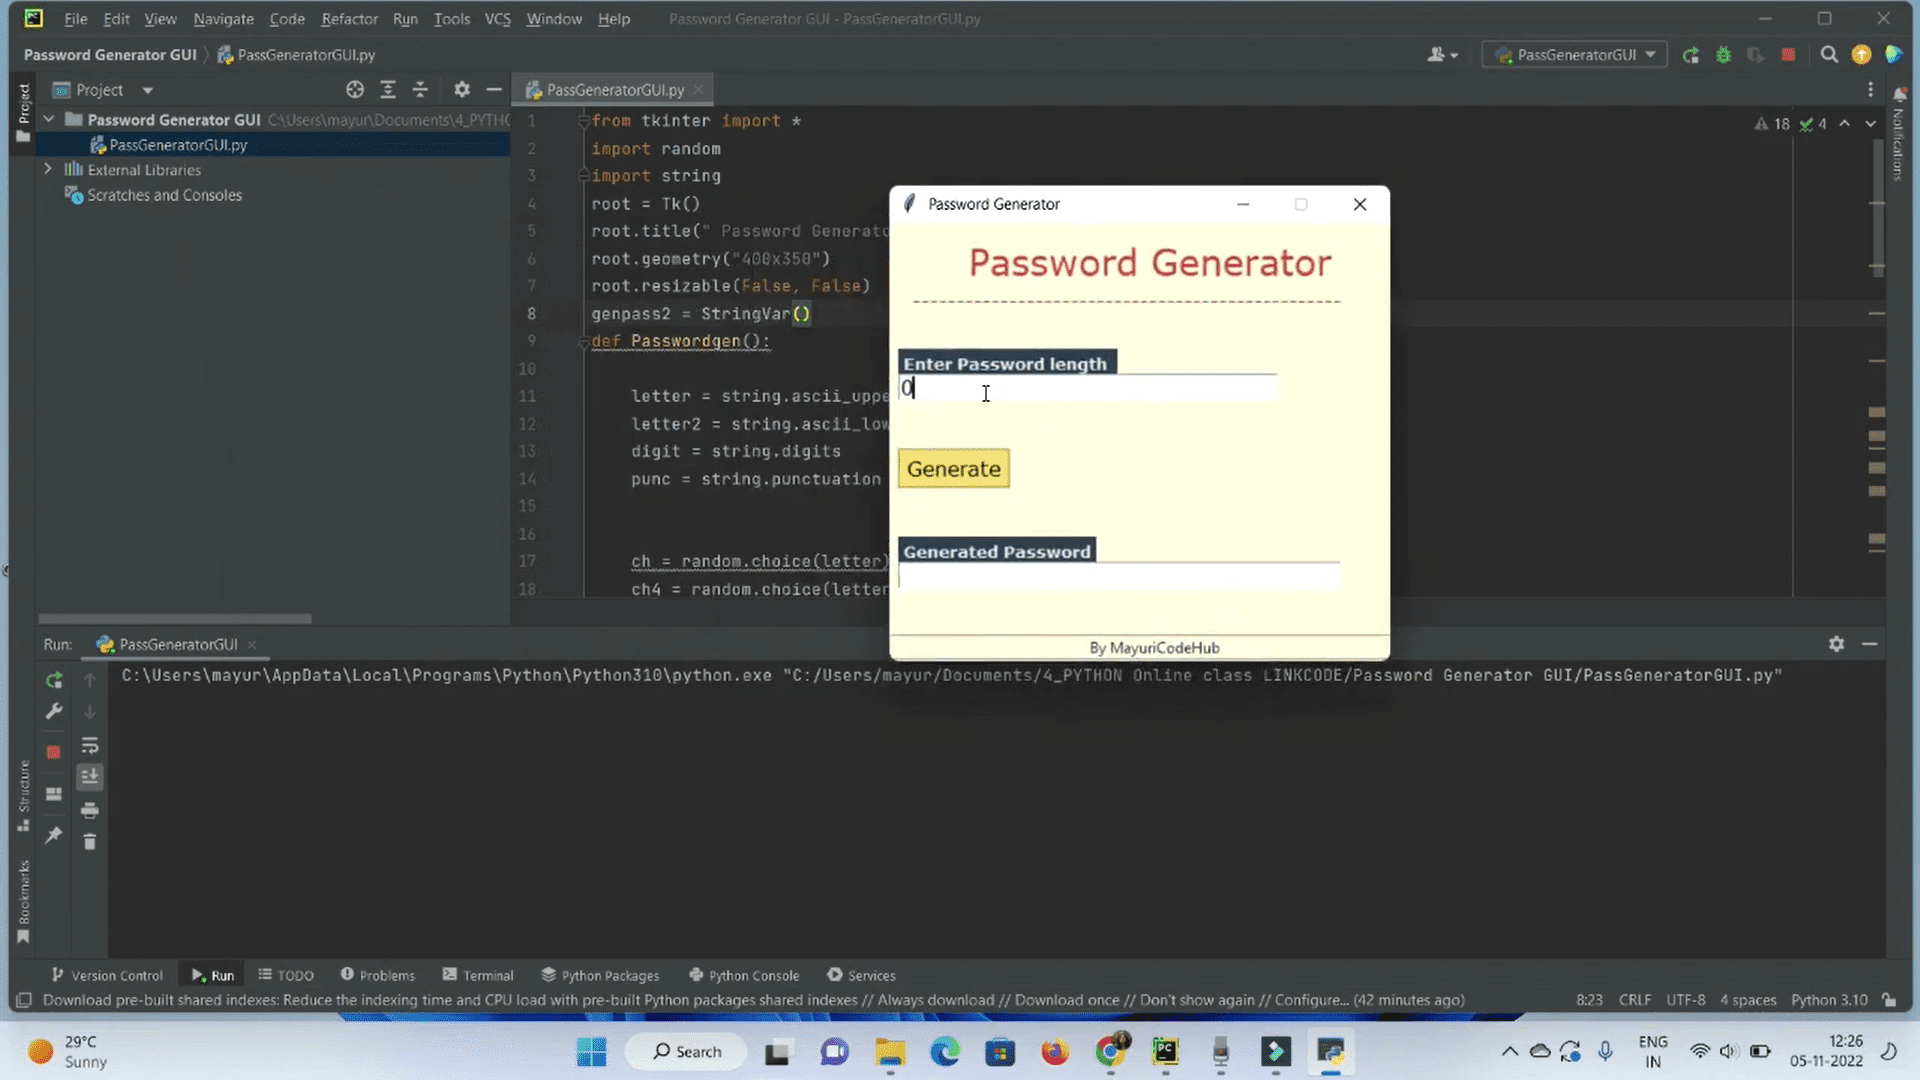 File Edit View Navigate Code Refactor Run Tools VCS Window Help Password Generator GUI - PassGeneratorGUI.py
Password Generator GUI PassGeneratorGUI.py PassGeneratorGUI
Project
Project PassGeneratorGUI.py
Password Generator GUI C:\Users\mayur\Documents\4_PYTHO
PassGeneratorGUI.py
External Libraries
Scratches and Consoles
1 from tkinter import *
2 import random
3 import string
4 root = Tk()
5 root.title(" Password Generato
6 root.geometry("400x350")
7 root.resizable(False, False)
8 genpass2 = StringVar()
9 def Passwordgen():
10
11 letter = string.ascii_uppe
12 letter2 = string.ascii_low
13 digit = string.digits
14 punc = string.punctuation
15
16
17 ch = random.choice(letter)
18 ch4 = random.choice(letter
18 4
Notifications
Password Generator
Password Generator
Enter Password length
0
Generate
Generated Password
By MayuriCodeHub
Run: PassGeneratorGUI
C:\Users\mayur\AppData\Local\Programs\Python\Python310\python.exe "C:/Users/mayur/Documents/4_PYTHON Online class LINKCODE/Password Generator GUI/PassGeneratorGUI.py"
Structure
Bookmarks
Version Control Run TODO Problems Terminal Python Packages Python Console Services
Download pre-built shared indexes: Reduce the indexing time and CPU load with pre-built Python packages shared indexes // Always download // Download once // Don't show again // Configure... (42 minutes ago) 8:23 CRLF UTF-8 4 spaces Python 3.10
29°C
Sunny
Search
PC
ENG
IN
12:26
05-11-2022